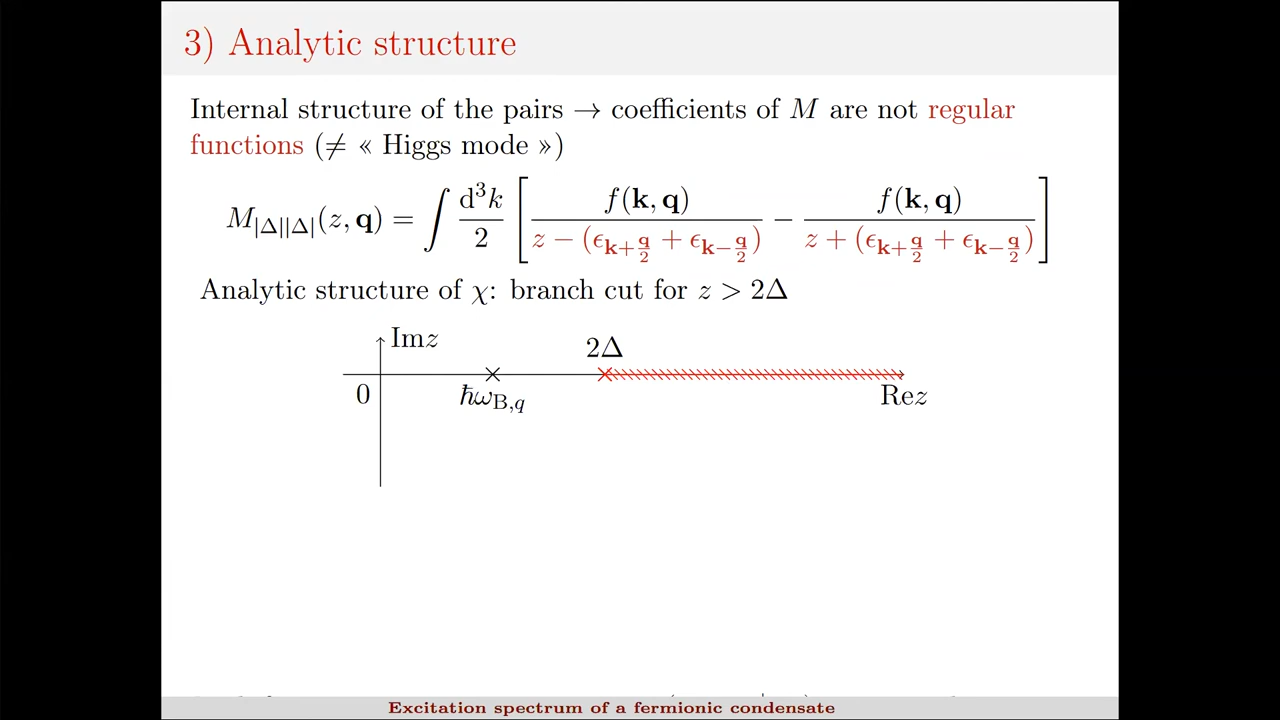 3) Analytic structure
Internal structure of the pairs → coefficients of M are not regular
functions (≠ « Higgs mode »)
M_{|Δ||Δ|}(z, **q**) = ∫ d³k/2 [ f(**k**, **q**)/(z − (ϵ_{**k**+**q**/2} + ϵ_{**k**−**q**/2})) − f(**k**, **q**)/(z + (ϵ_{**k**+**q**/2} + ϵ_{**k**−**q**/2})) ]
Analytic structure of χ: branch cut for z > 2Δ
Imz
2Δ
0
ħω_{B,q}
Rez
Excitation spectrum of a fermionic condensate